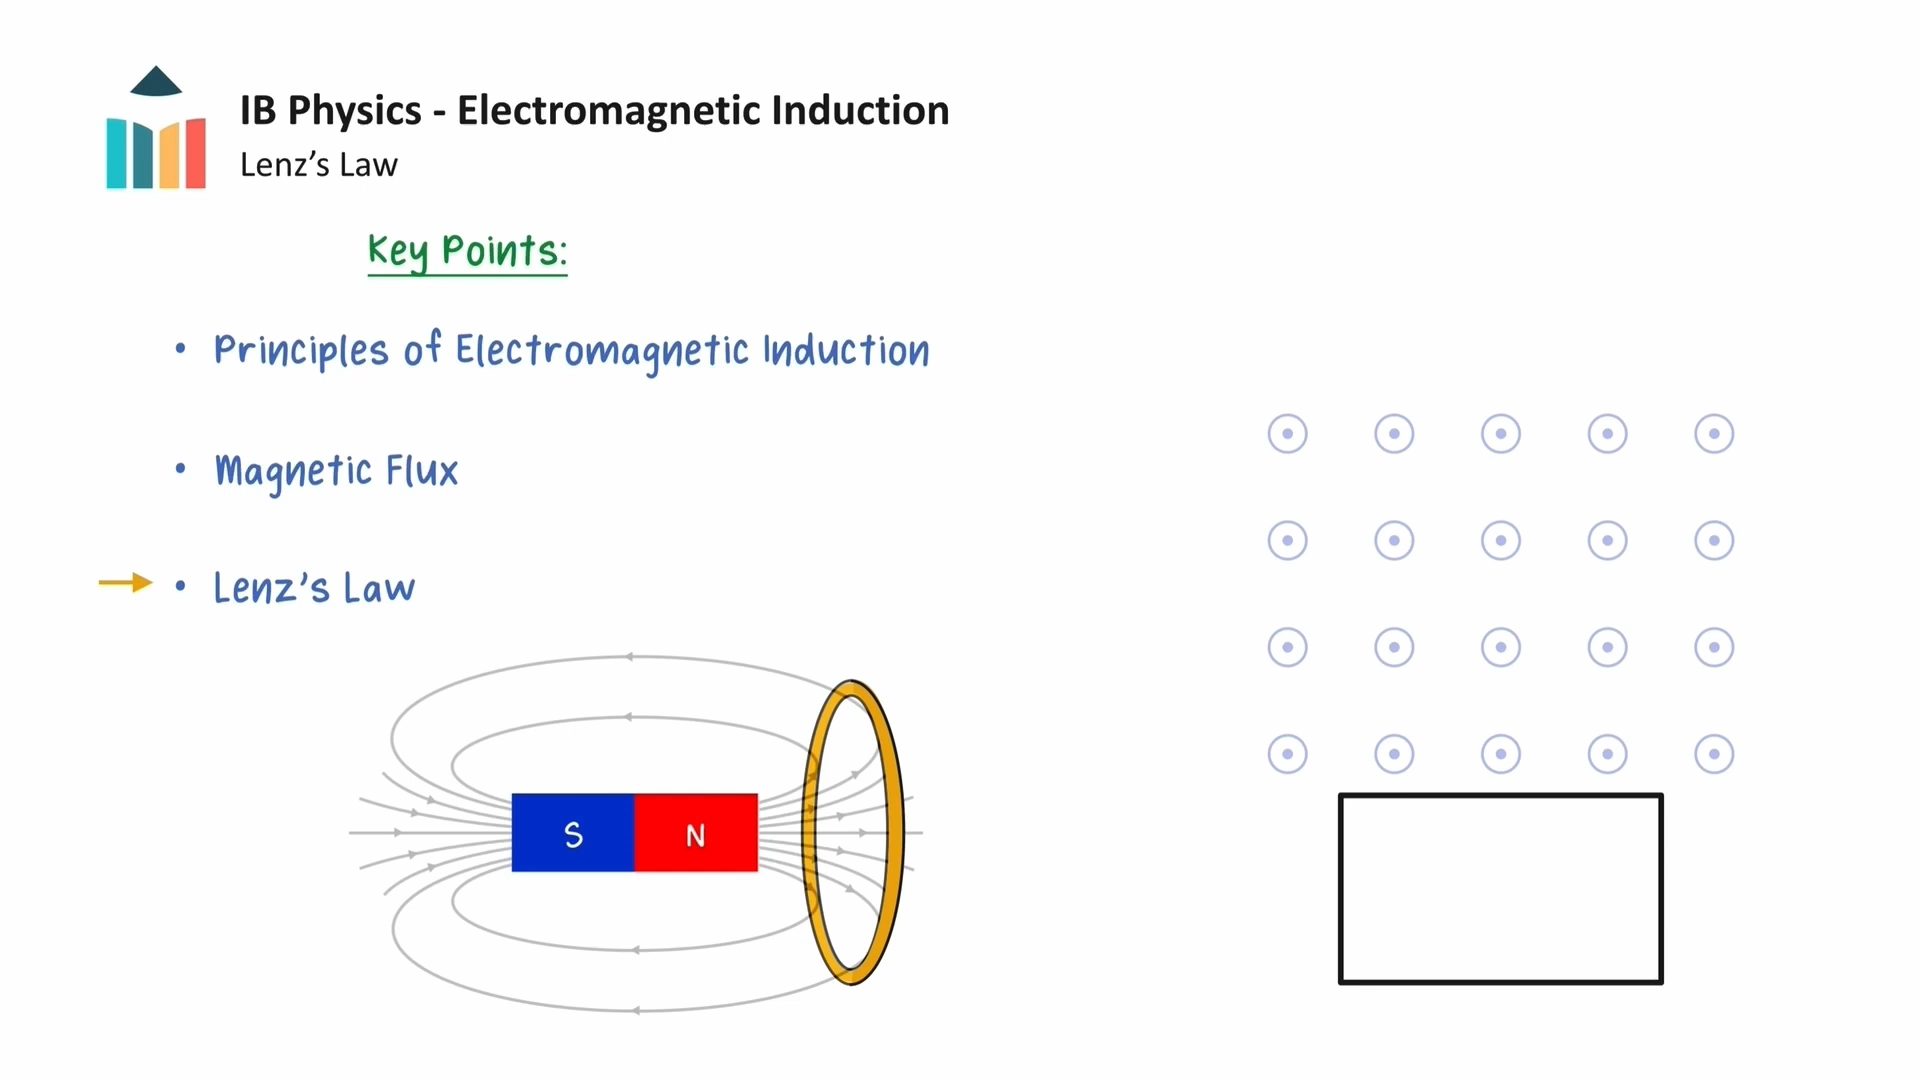 IB Physics - Electromagnetic Induction
Lenz’s Law
Key Points:
• Principles of Electromagnetic Induction
• Magnetic Flux
• Lenz’s Law
S N